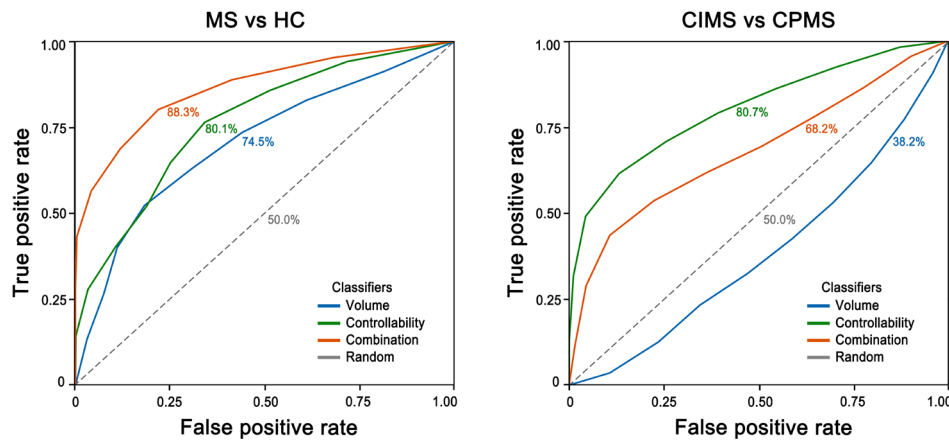 MS vs HC
True positive rate
1.00
0.75
0.50
0.25
0
88.3%
80.1%
74.5%
50.0%
Classifiers
Volume
Controllability
Combination
Random
0
0.25
0.50
0.75
1.00
False positive rate
CIMS vs CPMS
True positive rate
1.00
0.75
0.50
0.25
0
80.7%
68.2%
38.2%
50.0%
Classifiers
Volume
Controllability
Combination
Random
0
0.25
0.50
0.75
1.00
False positive rate